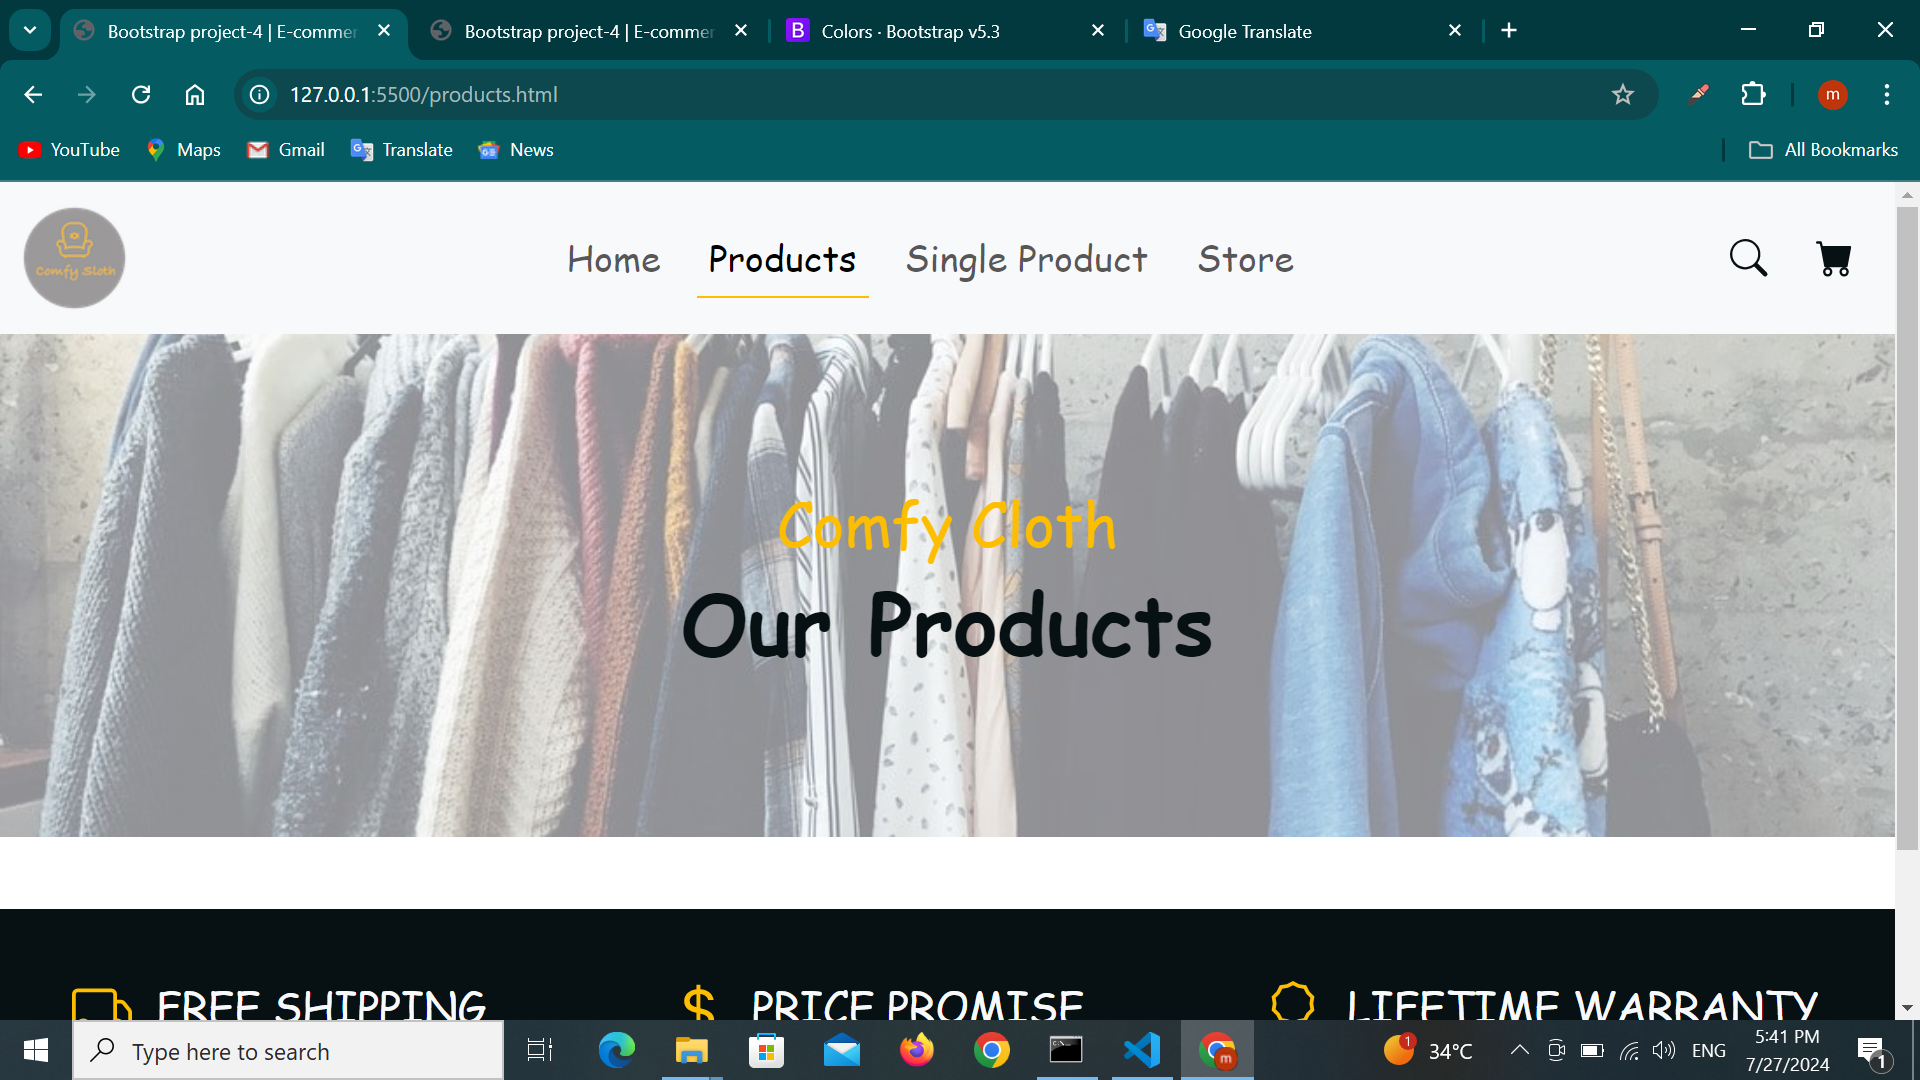 Bootstrap project-4 | E-commer
Bootstrap project-4 | E-commer
Colors · Bootstrap v5.3
Google Translate
127.0.0.1:5500/products.html
m
YouTube
Maps
Gmail
Translate
News
All Bookmarks
Comfy Sloth
Home
Products
Single Product
Store
Comfy Cloth
Our Products
FREE SHIPPING
$ PRICE PROMISE
LIFETIME WARRANTY
Type here to search
m
1
34°C
ENG
5:41 PM
7/27/2024
1